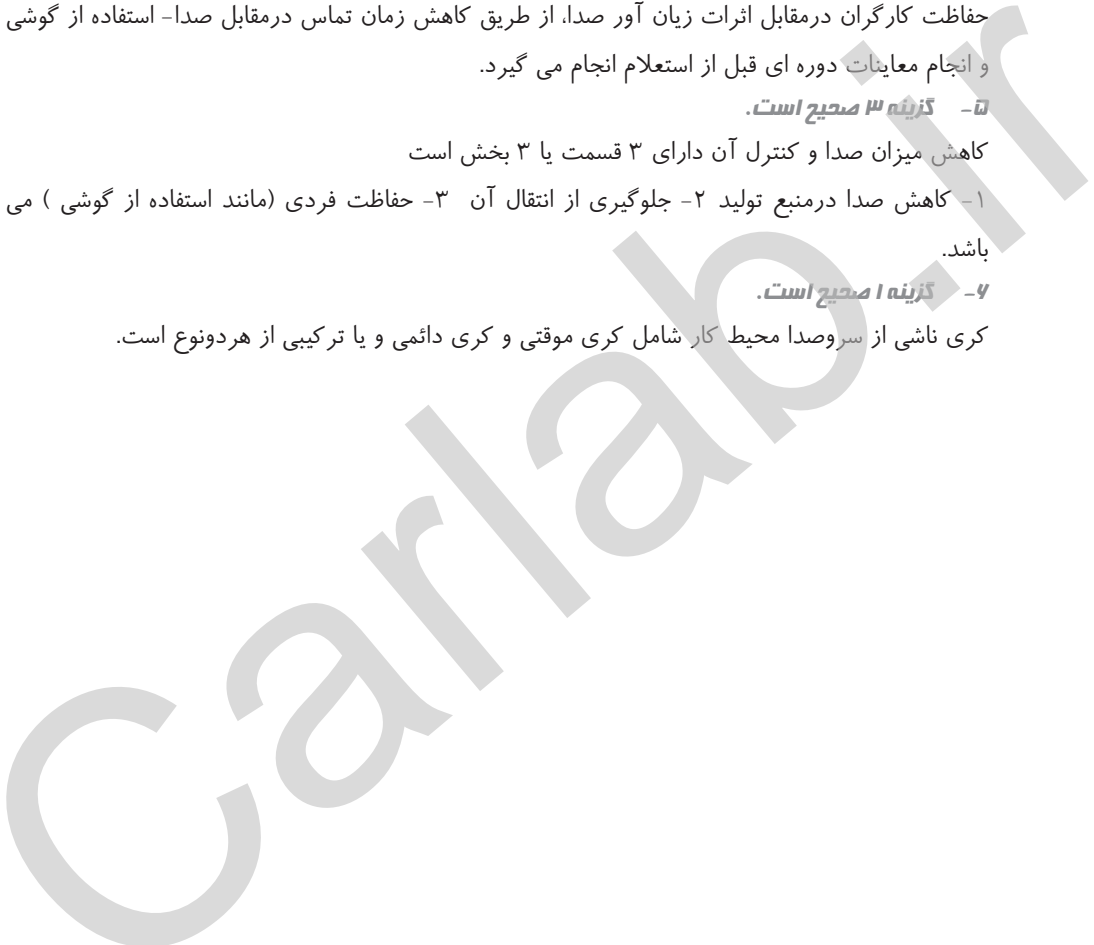 حفاظت کارگران درمقابل اثرات زیان آور صدا، از طریق کاهش زمان تماس درمقابل صدا- استفاده از گوشی
و انجام معاینات دوره ای قبل از استعلام انجام می گیرد.
۵- گزینه ۳ صحیح است.
کاهش میزان صدا و کنترل آن دارای ۳ قسمت یا ۳ بخش است
۱- کاهش صدا درمنبع تولید ۲- جلوگیری از انتقال آن ۳- حفاظت فردی (مانند استفاده از گوشی ) می
باشد.
۶- گزینه ۱ صحیح است.
کری ناشی از سروصدا محیط کار شامل کری موقتی و کری دائمی و یا ترکیبی از هردونوع است.
Carlab.ir